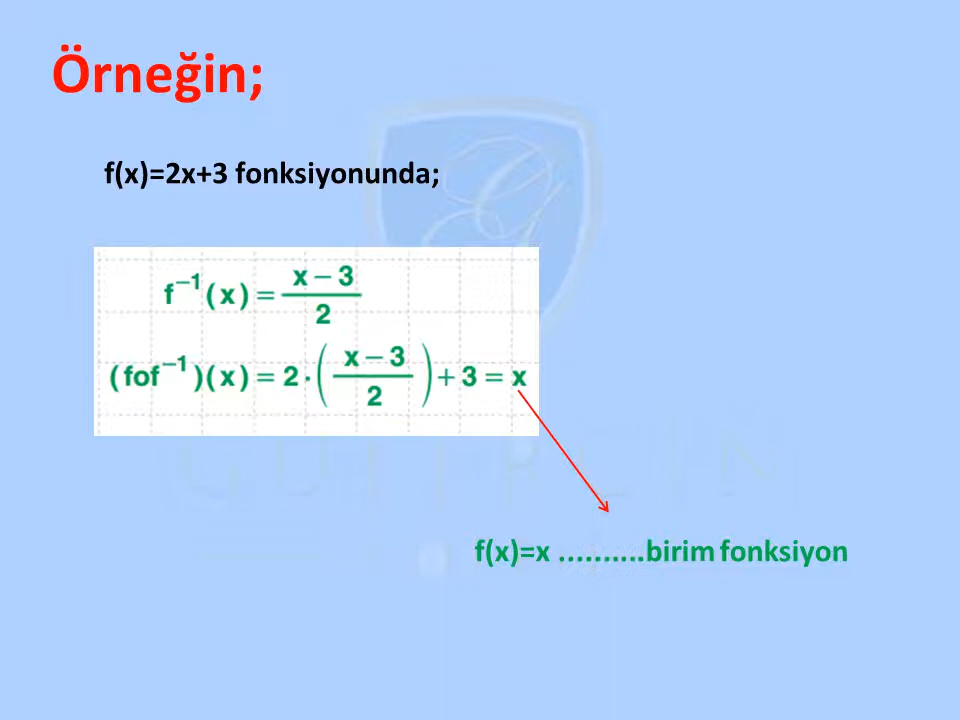 Örneğin;
f(x)=2x+3 fonksiyonunda;
f⁻¹(x) = (x – 3)/2
(fof⁻¹)(x) = 2 · ((x – 3)/2) + 3 = x
f(x)=x ..........birim fonksiyon